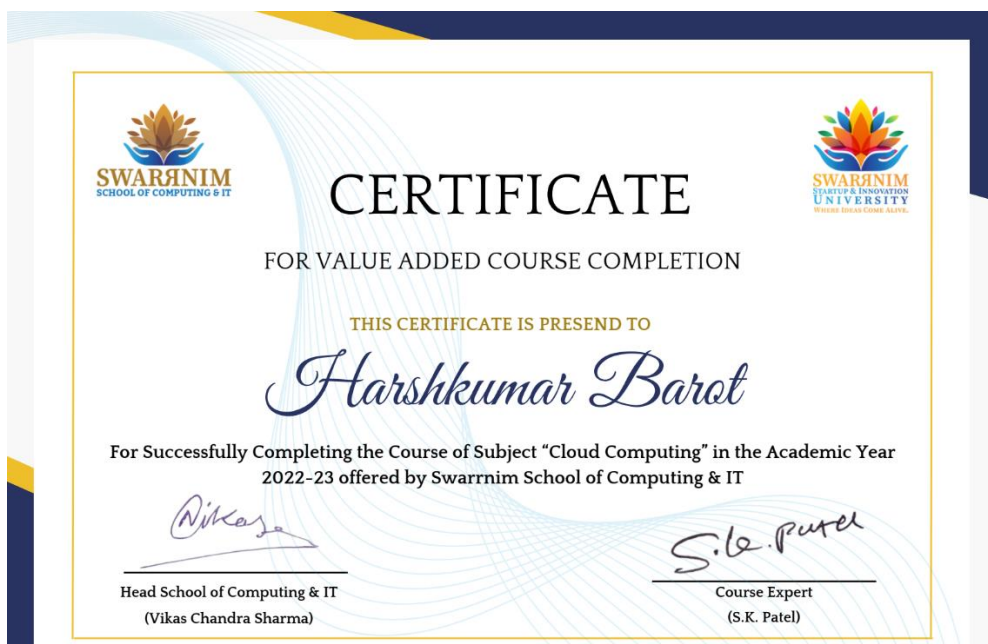 SWARЯNIM
SCHOOL OF COMPUTING & IT
SWARЯNIM
STARTUP & INNOVATION
UNIVERSITY
WHERE IDEAS COME ALIVE.
CERTIFICATE
FOR VALUE ADDED COURSE COMPLETION
THIS CERTIFICATE IS PRESEND TO
Harshkumar Barot
For Successfully Completing the Course of Subject “Cloud Computing” in the Academic Year
2022-23 offered by Swarrnim School of Computing & IT
S.K. Patel
Head School of Computing & IT
(Vikas Chandra Sharma)
Course Expert
(S.K. Patel)